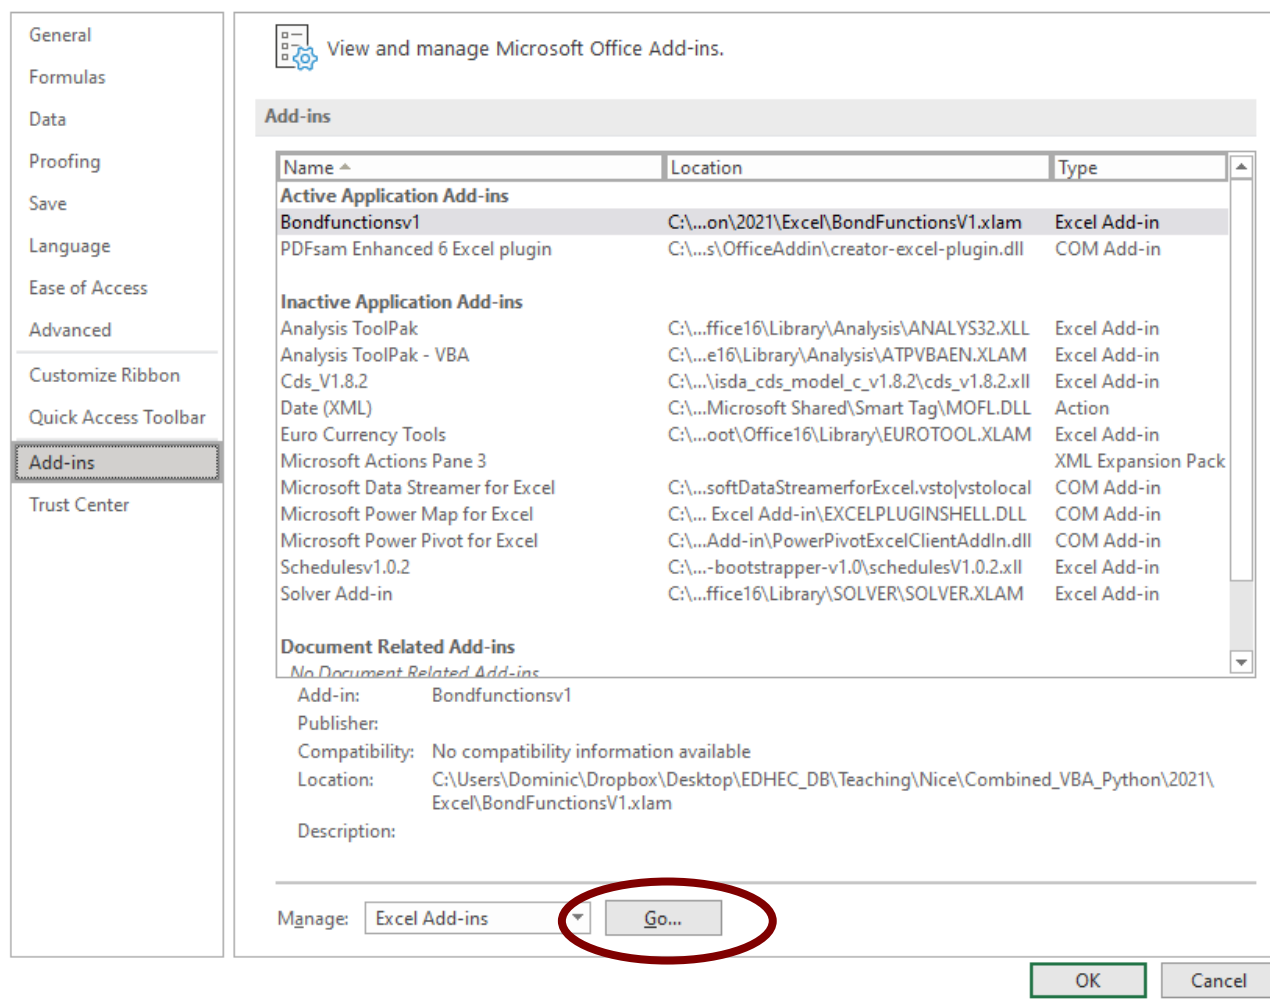 General
Formulas
Data
Proofing
Save
Language
Ease of Access
Advanced
Customize Ribbon
Quick Access Toolbar
Add-ins
Trust Center
View and manage Microsoft Office Add-ins.
Add-ins
Name Location Type
Active Application Add-ins
Bondfunctionsv1 C:\...on\2021\Excel\BondFunctionsV1.xlam Excel Add-in
PDFsam Enhanced 6 Excel plugin C:\...s\OfficeAddin\creator-excel-plugin.dll COM Add-in
Inactive Application Add-ins
Analysis ToolPak C:\...ffice16\Library\Analysis\ANALYS32.XLL Excel Add-in
Analysis ToolPak - VBA C:\...e16\Library\Analysis\ATPVBAEN.XLAM Excel Add-in
Cds_V1.8.2 C:\...\isda_cds_model_c_v1.8.2\cds_v1.8.2.xll Excel Add-in
Date (XML) C:\...Microsoft Shared\Smart Tag\MOFL.DLL Action
Euro Currency Tools C:\...oot\Office16\Library\EUROTOOL.XLAM Excel Add-in
Microsoft Actions Pane 3 XML Expansion Pack
Microsoft Data Streamer for Excel C:\...softDataStreamerforExcel.vsto|vstolocal COM Add-in
Microsoft Power Map for Excel C:\... Excel Add-in\EXCELPLUGINSHELL.DLL COM Add-in
Microsoft Power Pivot for Excel C:\...Add-in\PowerPivotExcelClientAddIn.dll COM Add-in
Schedulesv1.0.2 C:\...-bootstrapper-v1.0\schedulesV1.0.2.xll Excel Add-in
Solver Add-in C:\...ffice16\Library\SOLVER\SOLVER.XLAM Excel Add-in
Document Related Add-ins
No Document Related Add-ins
Add-in: Bondfunctionsv1
Publisher:
Compatibility: No compatibility information available
Location: C:\Users\Dominic\Dropbox\Desktop\EDHEC_DB\Teaching\Nice\Combined_VBA_Python\2021\
Excel\BondFunctionsV1.xlam
Description:
Manage: Excel Add-ins Go...
OK Cancel